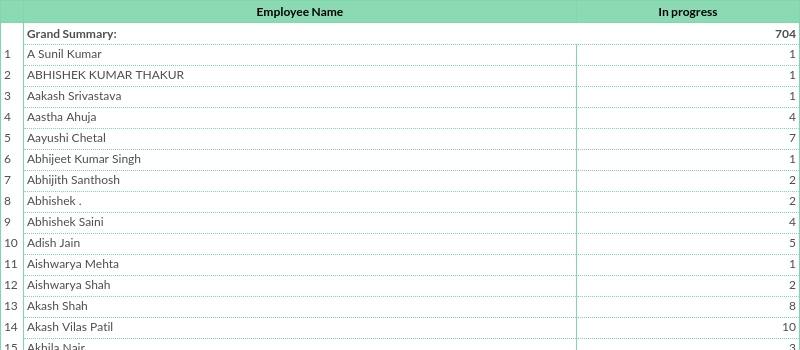 Employee Name In progress
Grand Summary: 704
1 A Sunil Kumar 1
2 ABHISHEK KUMAR THAKUR 1
3 Aakash Srivastava 1
4 Aastha Ahuja 4
5 Aayushi Chetal 7
6 Abhijeet Kumar Singh 1
7 Abhijith Santhosh 2
8 Abhishek . 2
9 Abhishek Saini 4
10 Adish Jain 5
11 Aishwarya Mehta 1
12 Aishwarya Shah 2
13 Akash Shah 8
14 Akash Vilas Patil 10
15 Akhila Nair 3